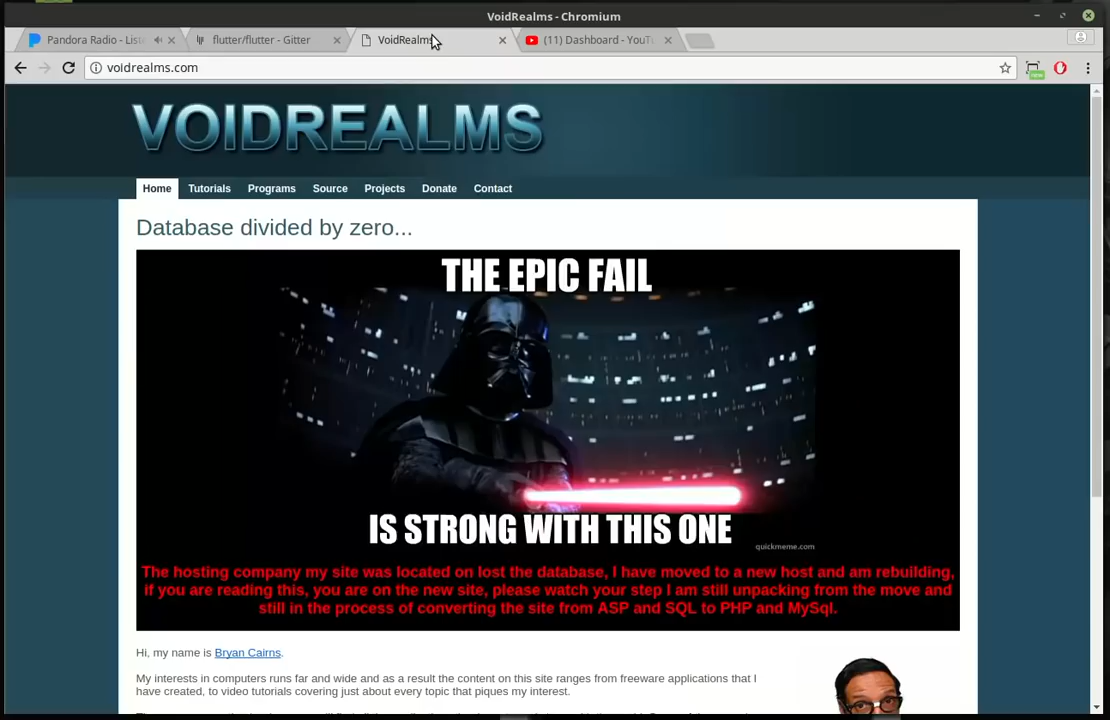 VoidRealms - Chromium
Pandora Radio - List
flutter/flutter - Gitter
VoidRealms
(11) Dashboard - YouTu
voidrealms.com
new
VOIDREALMS
Home Tutorials Programs Source Projects Donate Contact
Database divided by zero...
THE EPIC FAIL
IS STRONG WITH THIS ONE
quickmeme.com
The hosting company my site was located on lost the database, I have moved to a new host and am rebuilding,
if you are reading this, you are on the new site, please watch your step I am still unpacking from the move and
still in the process of converting the site from ASP and SQL to PHP and MySql.
Hi, my name is Bryan Cairns.
My interests in computers runs far and wide and as a result the content on this site ranges from freeware applications that I
have created, to video tutorials covering just about every topic that piques my interest.